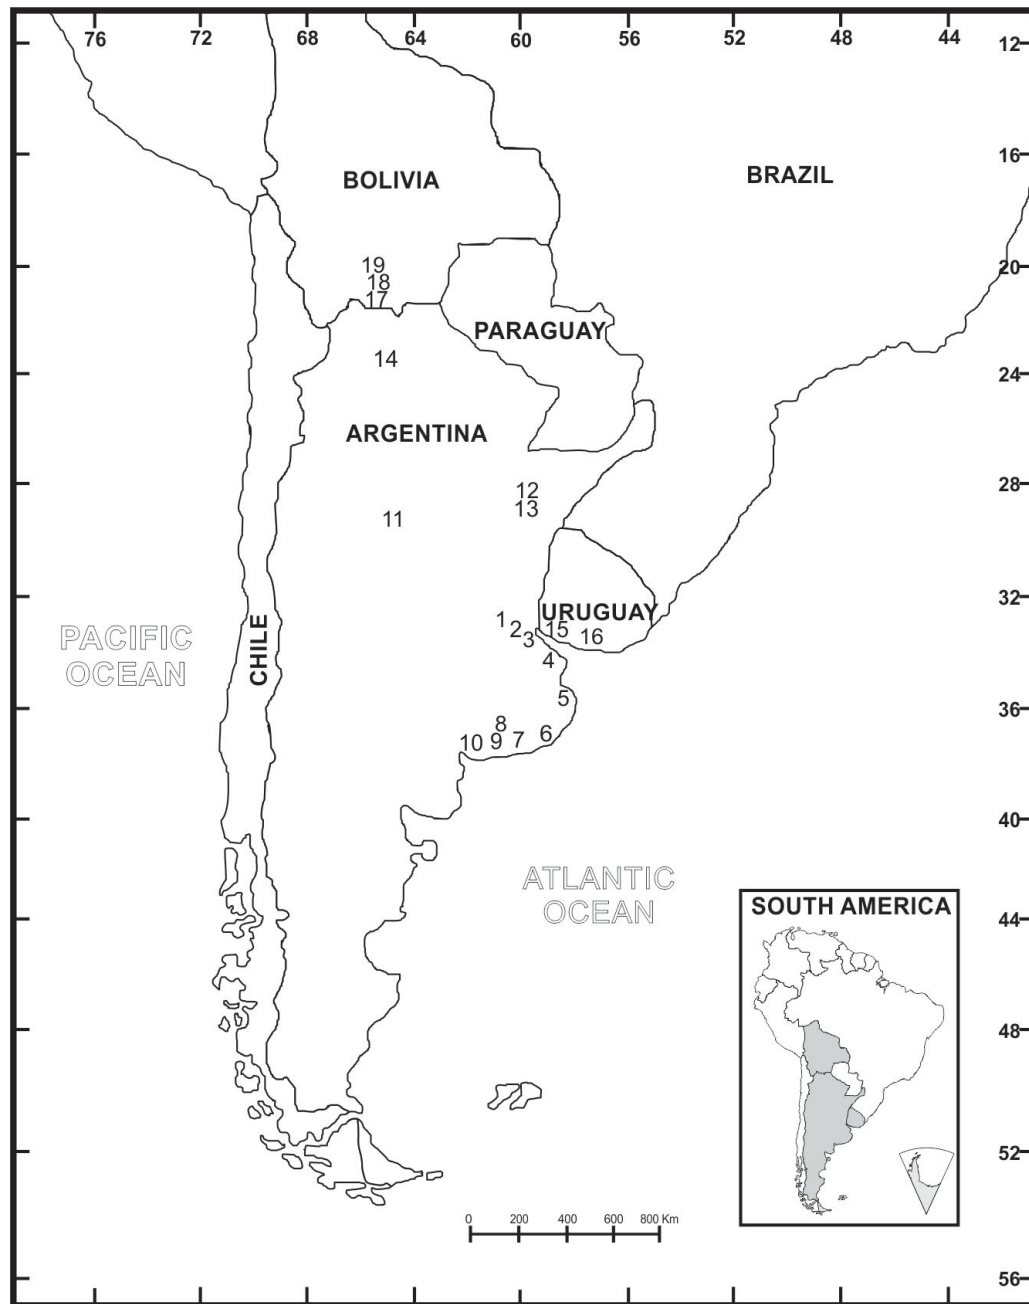 76 72 68 64 60 56 52 48 44
12
16
BOLIVIA
BRAZIL
20
19
18
17
PARAGUAY
14
24
ARGENTINA
28
12
13
11
32
URUGUAY
1
2
3
15
16
PACIFIC
OCEAN
CHILE
4
5
36
8
6
7
9
10
40
ATLANTIC
OCEAN
SOUTH AMERICA
44
48
52
0 200 400 600 800 Km
56